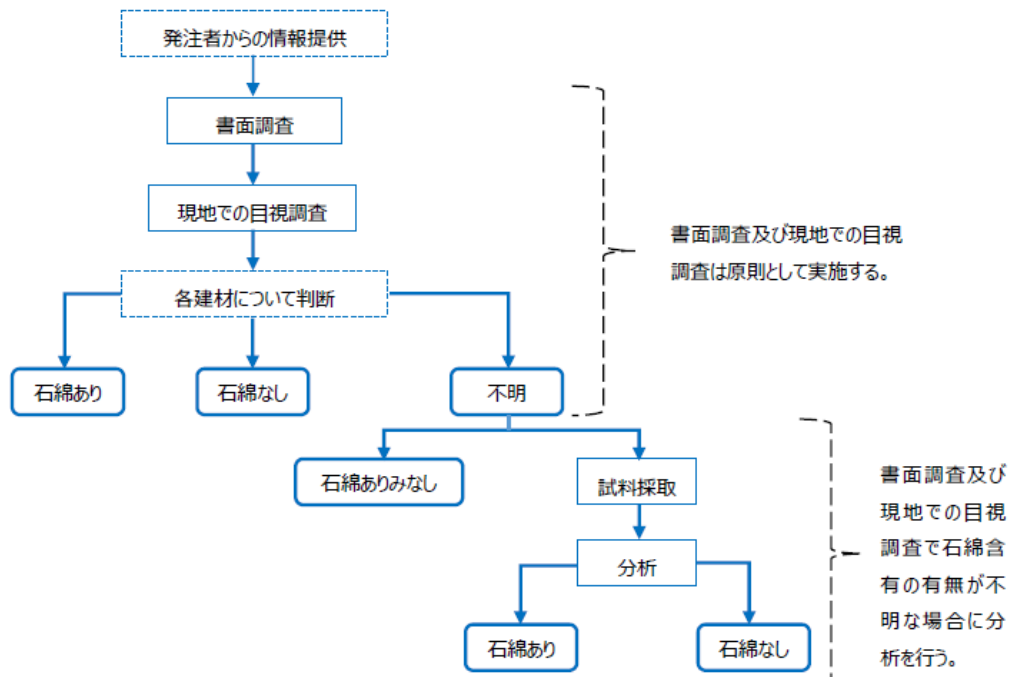 発注者からの情報提供
書面調査
現地での目視調査
各建材について判断
石綿あり
石綿なし
不明
書面調査及び現地での目視
調査は原則として実施する。
石綿ありみなし
試料採取
分析
石綿あり
石綿なし
書面調査及び
現地での目視
調査で石綿含
有の有無が不
明な場合に分
析を行う。